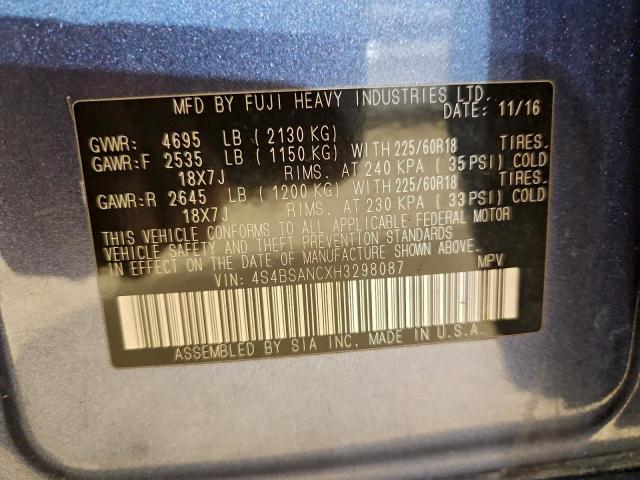 MFD BY FUJI HEAVY INDUSTRIES LTD.
DATE: 11/16
GVWR: 4695 LB (2130 KG)
GAWR:F 2535 LB (1150 KG) WITH 225/60R18 TIRES.
18X7J RIMS. AT 240 KPA (35 PSI) COLD
GAWR:R 2645 LB (1200 KG) WITH 225/60R18 TIRES.
18X7J RIMS. AT 230 KPA (33 PSI) COLD
THIS VEHICLE CONFORMS TO ALL APPLICABLE FEDERAL MOTOR
VEHICLE SAFETY AND THEFT PREVENTION STANDARDS
IN EFFECT ON THE DATE OF MANUFACTURE SHOWN ABOVE.
VIN: 4S4BSANCXH3298087 MPV
ASSEMBLED BY SIA INC. MADE IN U.S.A.